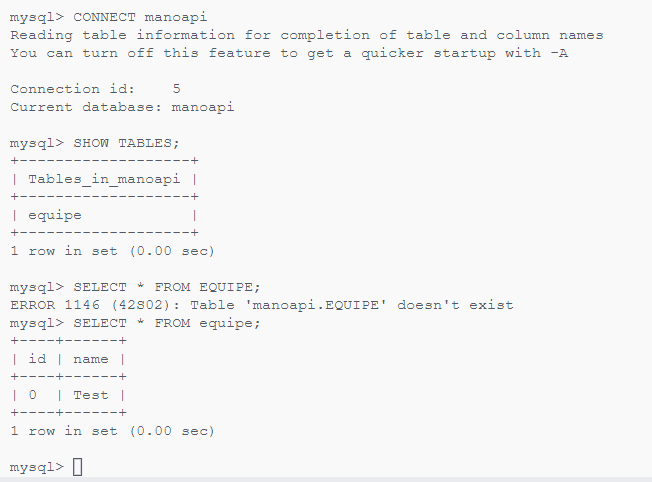 mysql> CONNECT manoapi
Reading table information for completion of table and column names
You can turn off this feature to get a quicker startup with -A
Connection id:    5
Current database: manoapi
mysql> SHOW TABLES;
+-------------------+
| Tables_in_manoapi |
+-------------------+
| equipe            |
+-------------------+
1 row in set (0.00 sec)
mysql> SELECT * FROM EQUIPE;
ERROR 1146 (42S02): Table 'manoapi.EQUIPE' doesn't exist
mysql> SELECT * FROM equipe;
+----+------+
| id | name |
+----+------+
| 0  | Test |
+----+------+
1 row in set (0.00 sec)
mysql>